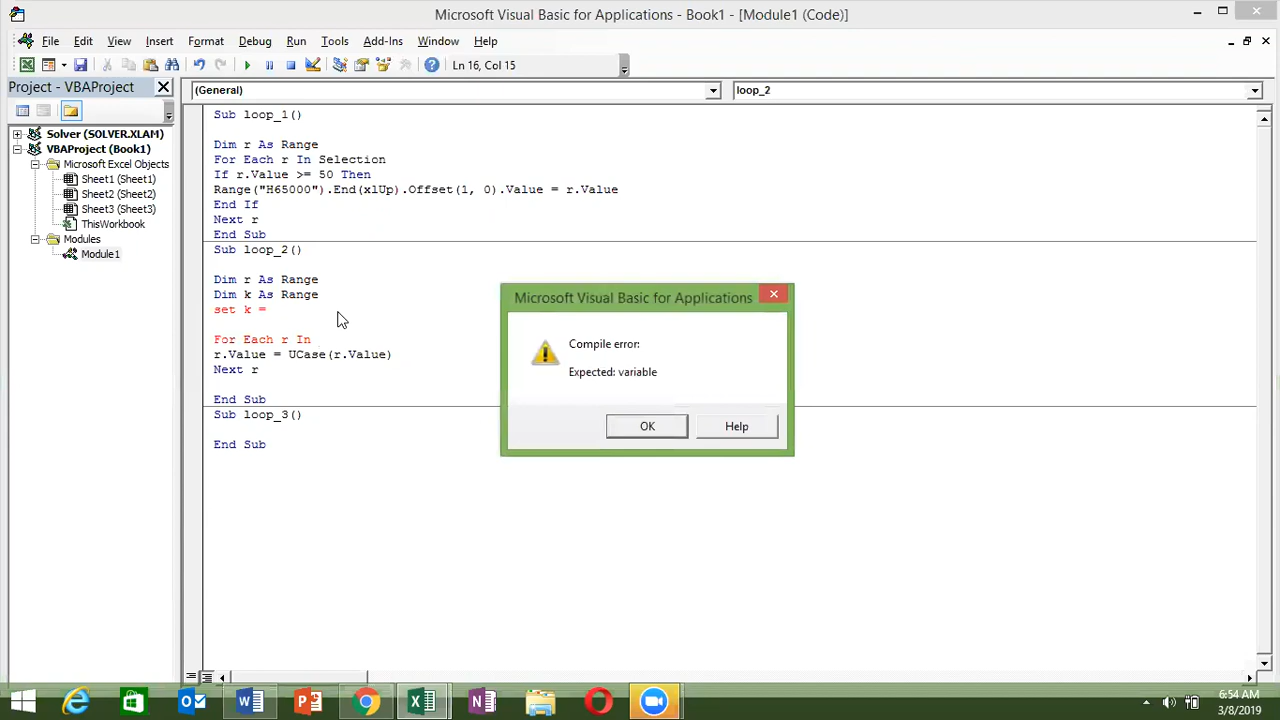 Microsoft Visual Basic for Applications - Book1 - [Module1 (Code)]
File Edit View Insert Format Debug Run Tools Add-Ins Window Help
Ln 16, Col 15
Project - VBAProject
(General)
loop_2
Solver (SOLVER.XLAM)
VBAProject (Book1)
Microsoft Excel Objects
Sheet1 (Sheet1)
Sheet2 (Sheet2)
Sheet3 (Sheet3)
ThisWorkbook
Modules
Module1
Sub loop_1()
Dim r As Range
For Each r In Selection
If r.Value >= 50 Then
Range("H65000").End(xlUp).Offset(1, 0).Value = r.Value
End If
Next r
End Sub
Sub loop_2()
Dim r As Range
Dim k As Range
set k =
For Each r In
r.Value = UCase(r.Value)
Next r
End Sub
Sub loop_3()
End Sub
Microsoft Visual Basic for Applications
Compile error:
Expected: variable
OK
Help
6:54 AM
3/8/2019